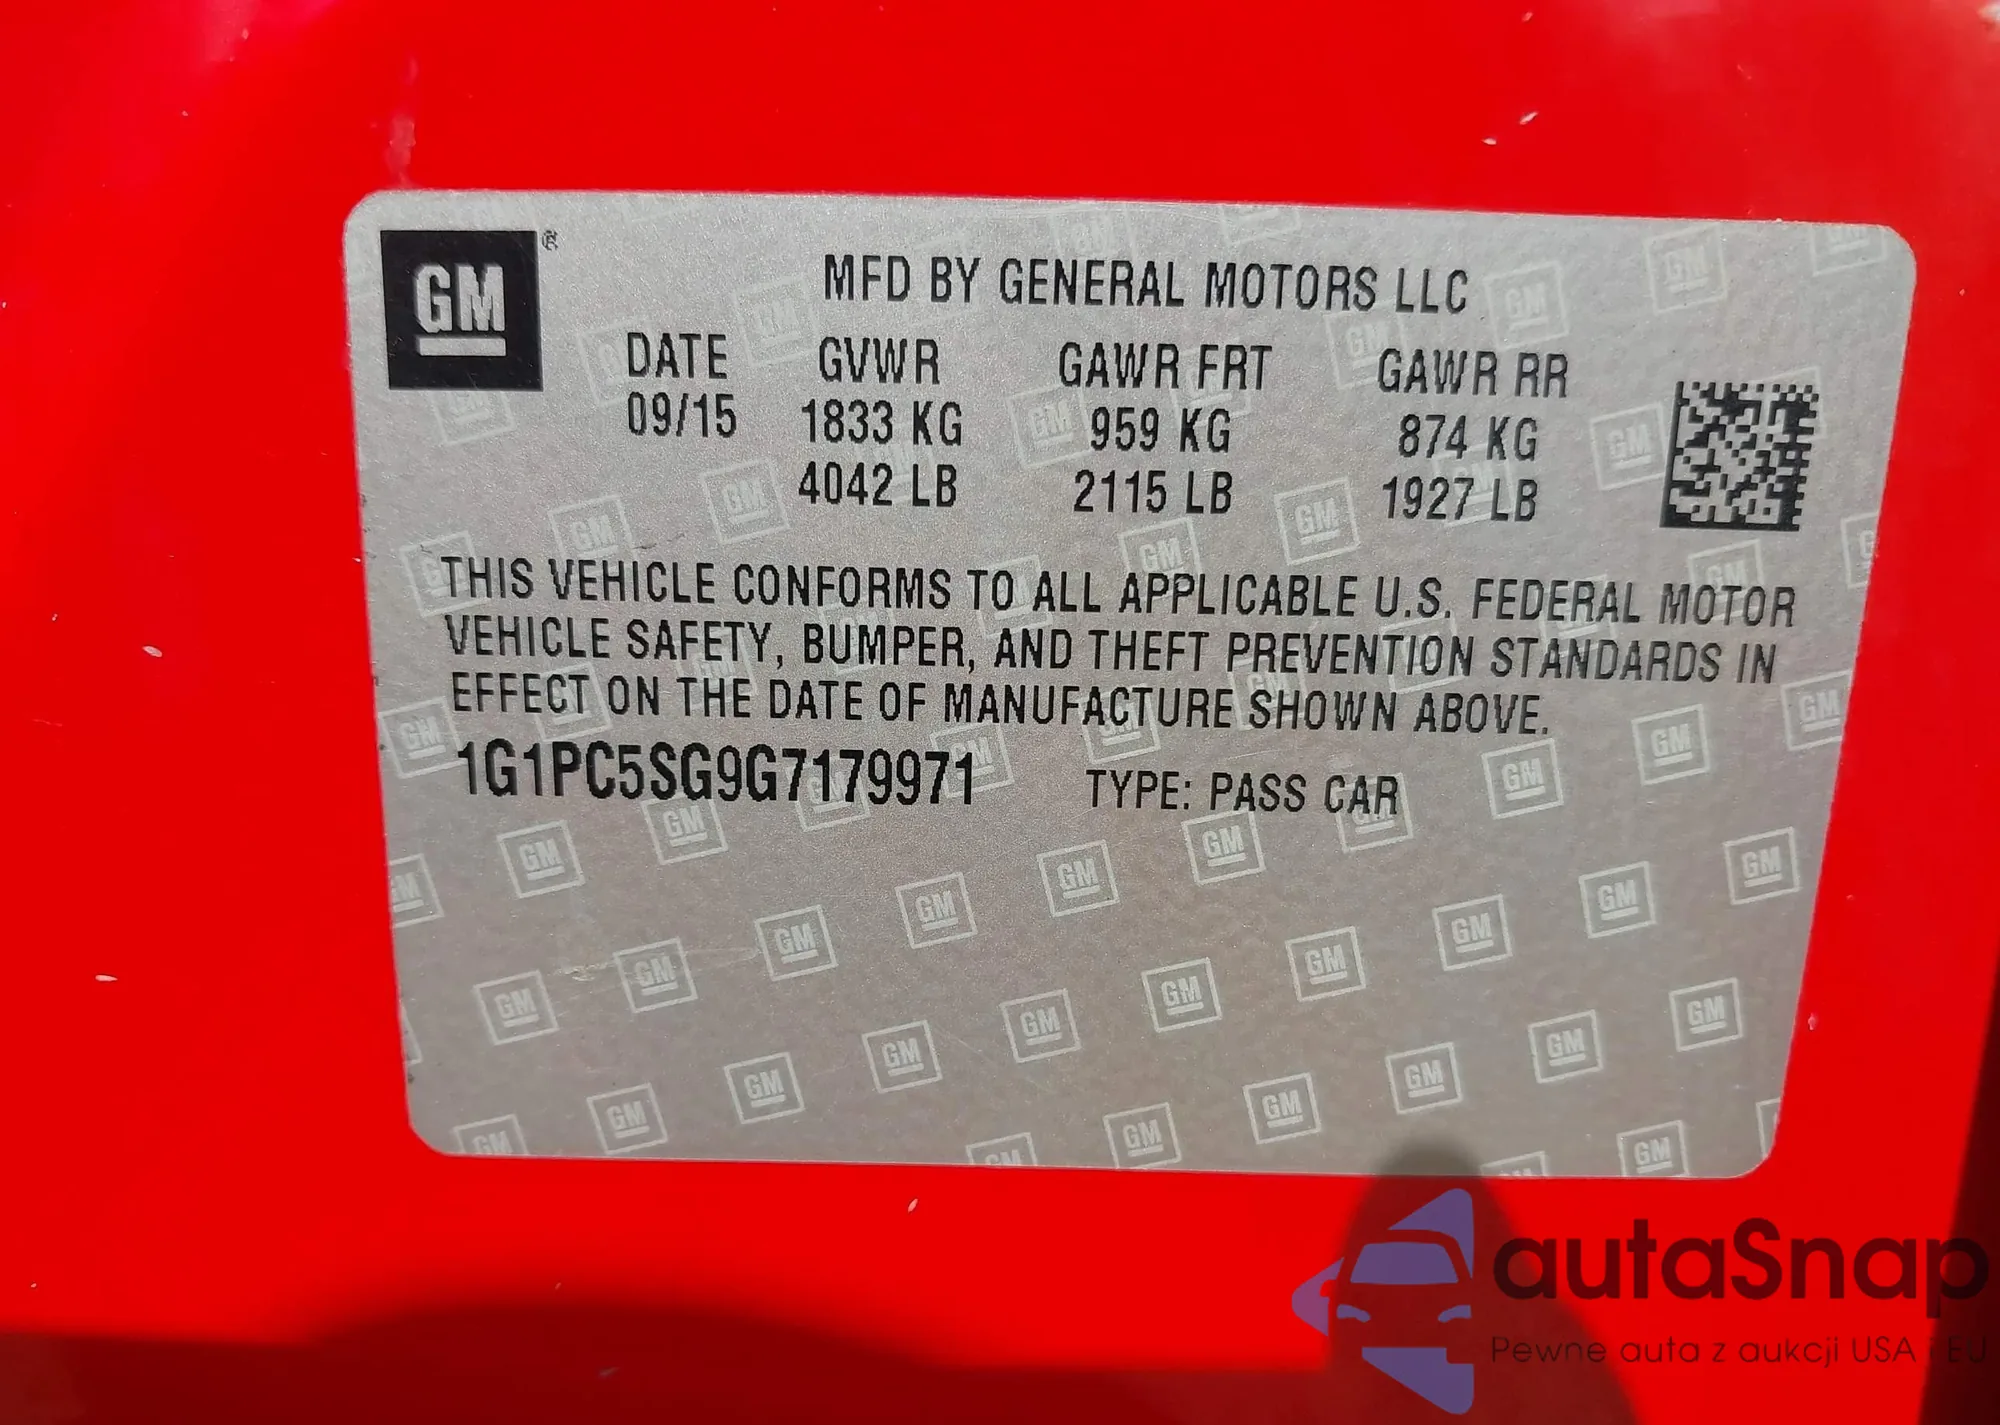 GM ®
MFD BY GENERAL MOTORS LLC
DATE GVWR GAWR FRT GAWR RR
09/15 1833 KG 959 KG 874 KG
4042 LB 2115 LB 1927 LB
THIS VEHICLE CONFORMS TO ALL APPLICABLE U.S. FEDERAL MOTOR
VEHICLE SAFETY, BUMPER, AND THEFT PREVENTION STANDARDS IN
EFFECT ON THE DATE OF MANUFACTURE SHOWN ABOVE.
1G1PC5SG9G7179971 TYPE: PASS CAR
autaSnap
Pewne auta z aukcji USA i EU